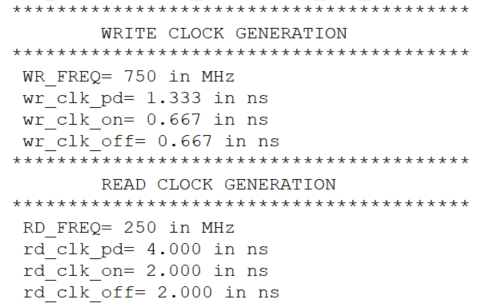 ******************************************
WRITE CLOCK GENERATION
******************************************
WR_FREQ= 750 in MHz
wr_clk_pd= 1.333 in ns
wr_clk_on= 0.667 in ns
wr_clk_off= 0.667 in ns
******************************************
READ CLOCK GENERATION
******************************************
RD_FREQ= 250 in MHz
rd_clk_pd= 4.000 in ns
rd_clk_on= 2.000 in ns
rd_clk_off= 2.000 in ns